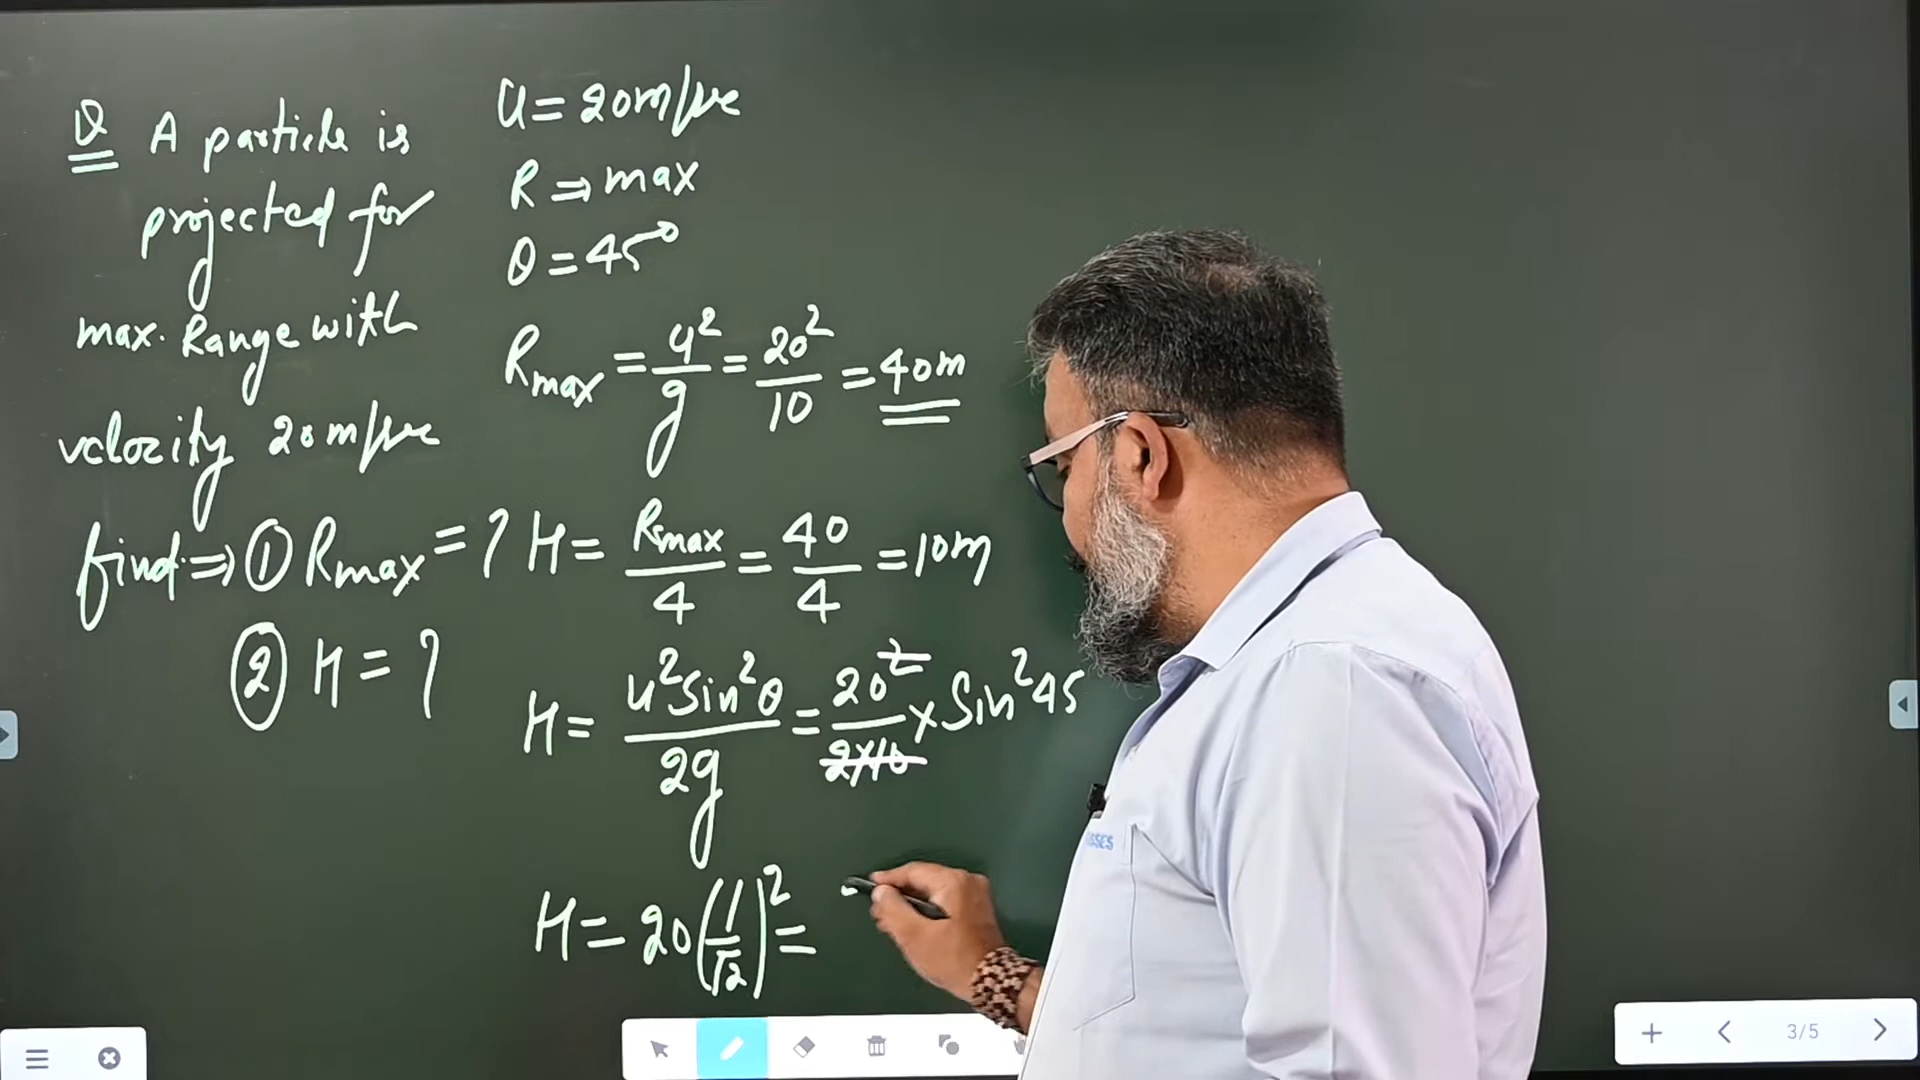 Q A particle is
projected for
max. Range with
velocity 20m/sec
find ⇒ ① Rmax = ?
② H = ?
U = 20m/sec
R ⇒ max
θ = 45°
Rmax = u²/g = 20²/10 = 40m
H = Rmax/4 = 40/4 = 10m
H = u²Sin²θ/2g = 20²/2×10 × Sin²45
H = 20(1/√2)² =
3/5